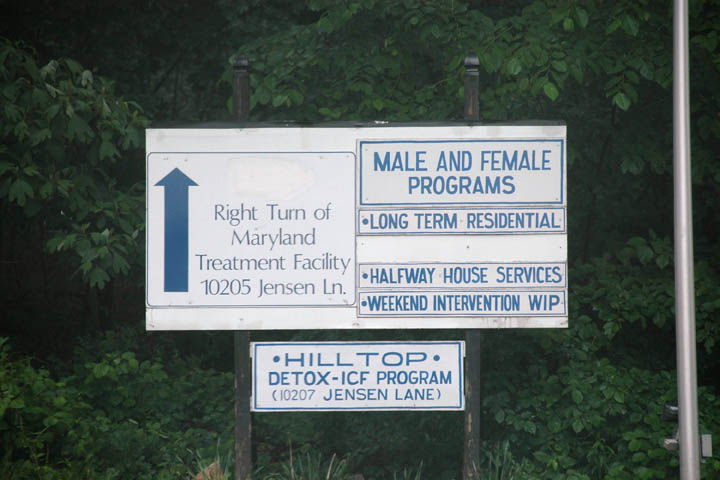 Right Turn of
Maryland
Treatment Facility
10205 Jensen Ln.
MALE AND FEMALE
PROGRAMS
•LONG TERM RESIDENTIAL
•HALFWAY HOUSE SERVICES
•WEEKEND INTERVENTION WIP
•HILLTOP•
DETOX-ICF PROGRAM
(10207 JENSEN LANE)